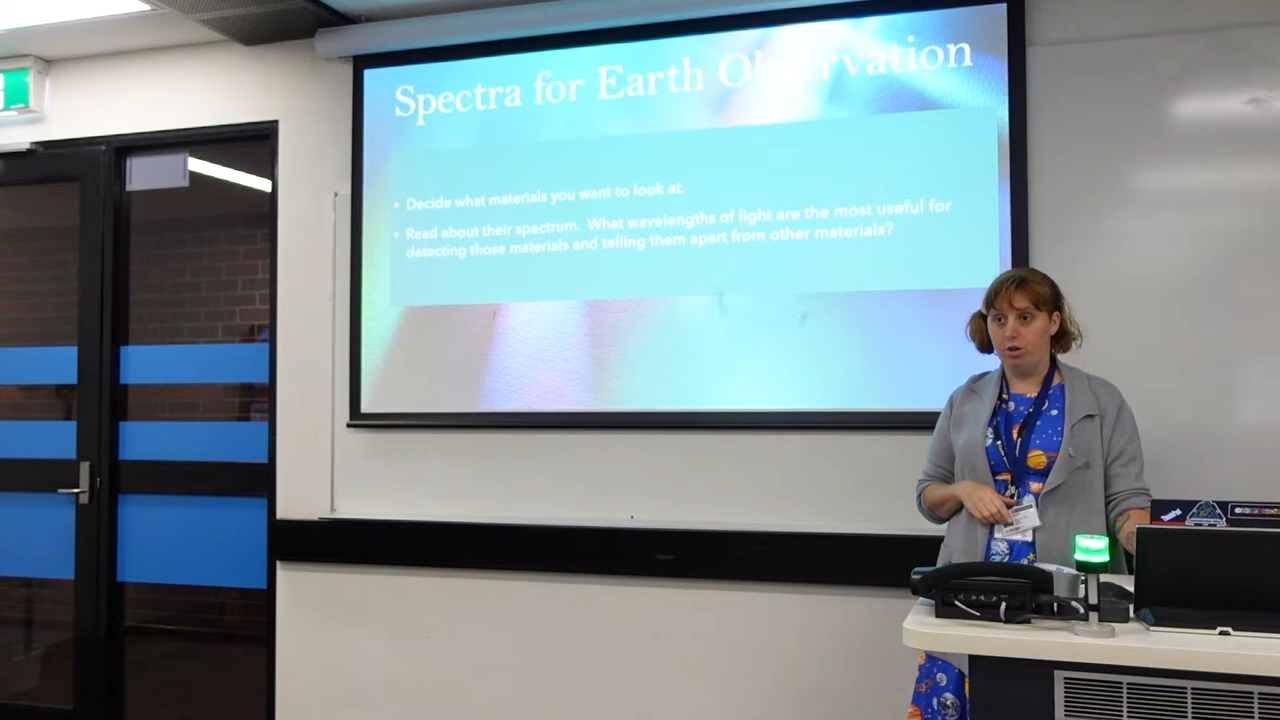 Spectra for Earth Observation
• Decide what materials you want to look at.
• Read about their spectrum. What wavelengths of light are the most useful for
detecting those materials and telling them apart from other materials?